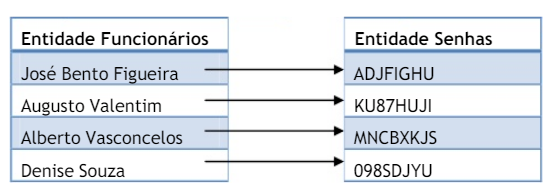 Entidade Funcionários Entidade Senhas
José Bento Figueira ADJFIGHU
Augusto Valentim KU87HUJI
Alberto Vasconcelos MNCBXKJS
Denise Souza 098SDJYU